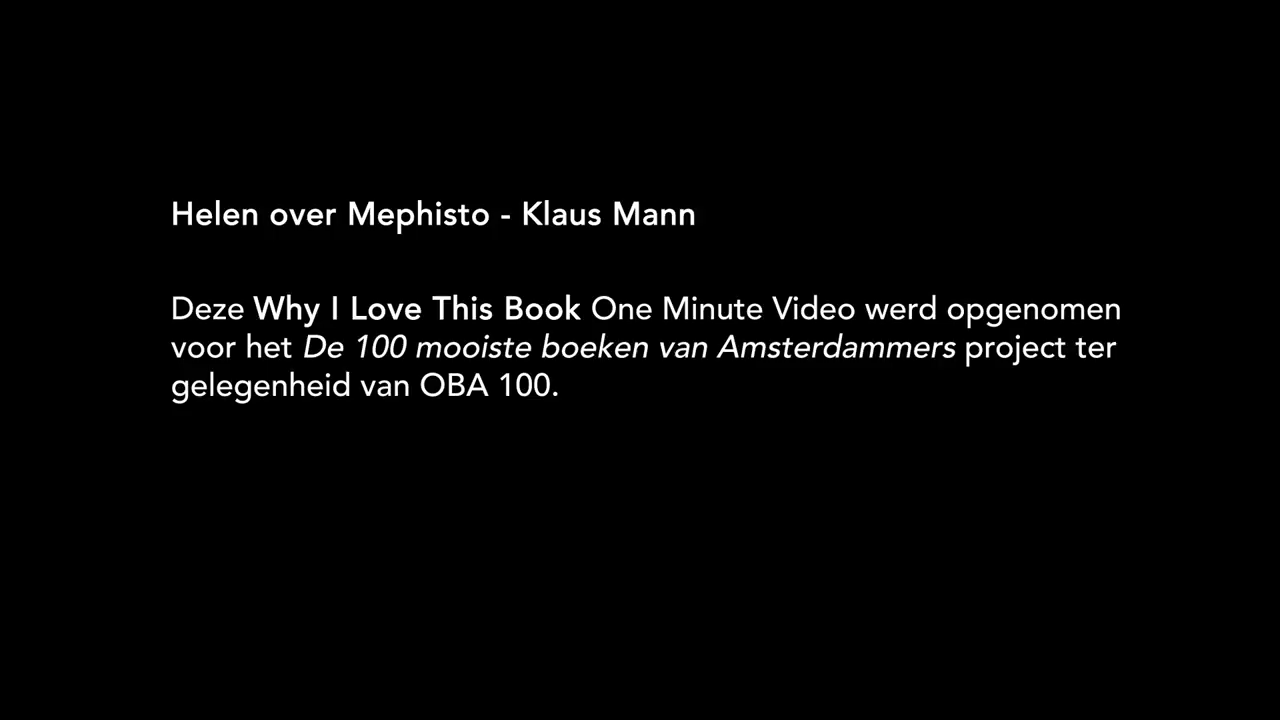 Helen over Mephisto - Klaus Mann
Deze Why I Love This Book One Minute Video werd opgenomen
voor het De 100 mooiste boeken van Amsterdammers project ter
gelegenheid van OBA 100.